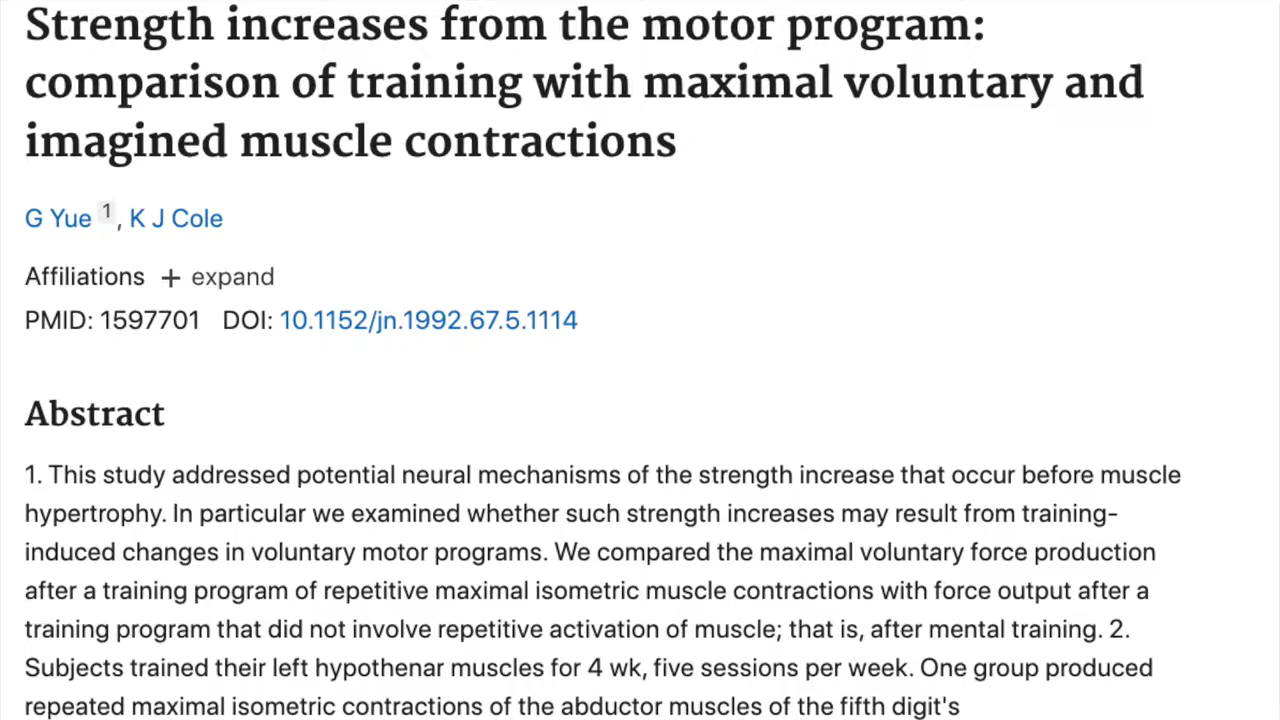 Strength increases from the motor program:
comparison of training with maximal voluntary and
imagined muscle contractions
G Yue 1, K J Cole
Affiliations + expand
PMID: 1597701 DOI: 10.1152/jn.1992.67.5.1114
Abstract
1. This study addressed potential neural mechanisms of the strength increase that occur before muscle
hypertrophy. In particular we examined whether such strength increases may result from training-
induced changes in voluntary motor programs. We compared the maximal voluntary force production
after a training program of repetitive maximal isometric muscle contractions with force output after a
training program that did not involve repetitive activation of muscle; that is, after mental training. 2.
Subjects trained their left hypothenar muscles for 4 wk, five sessions per week. One group produced
repeated maximal isometric contractions of the abductor muscles of the fifth digit's